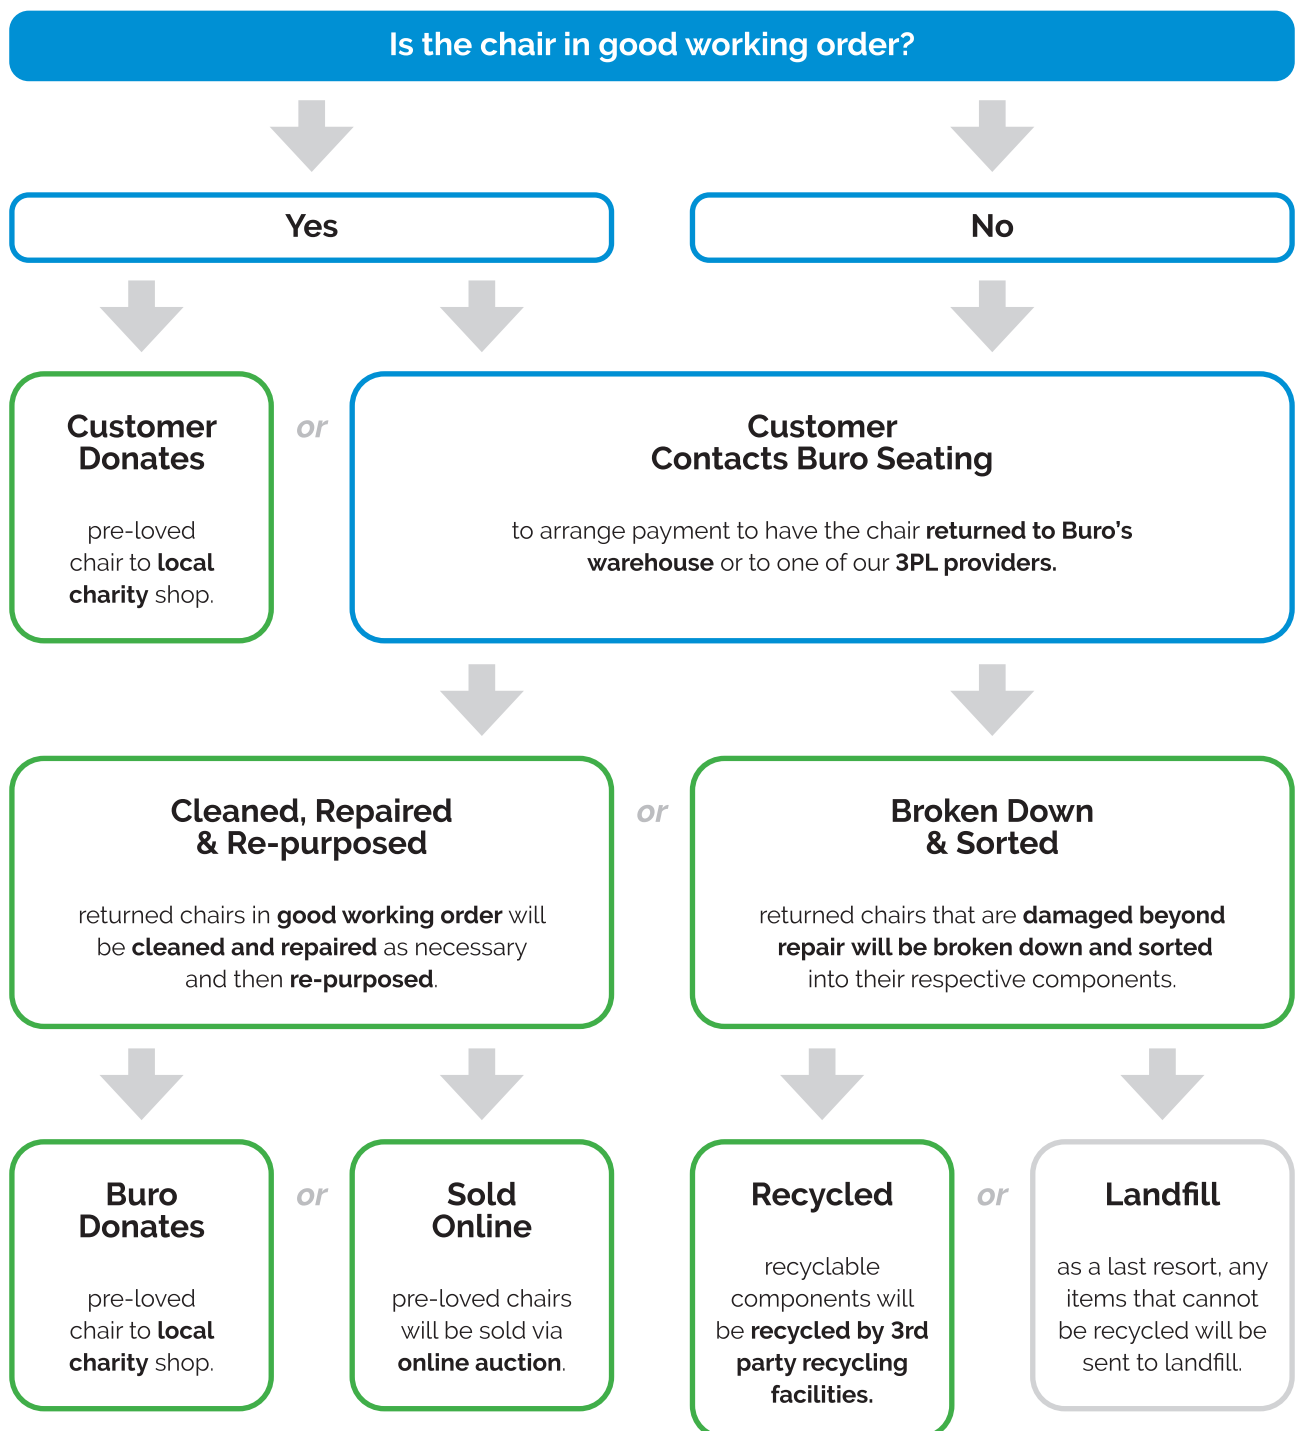 Is the chair in good working order?
Yes
No
Customer
Donates
pre-loved
chair to local
charity shop.
or
Customer
Contacts Buro Seating
to arrange payment to have the chair returned to Buro’s
warehouse or to one of our 3PL providers.
Cleaned, Repaired
& Re-purposed
returned chairs in good working order will
be cleaned and repaired as necessary
and then re-purposed.
or
Broken Down
& Sorted
returned chairs that are damaged beyond
repair will be broken down and sorted
into their respective components.
Buro
Donates
pre-loved
chair to local
charity shop.
or
Sold
Online
pre-loved chairs
will be sold via
online auction.
Recycled
recyclable
components will
be recycled by 3rd
party recycling
facilities.
or
Landfill
as a last resort, any
items that cannot
be recycled will be
sent to landfill.